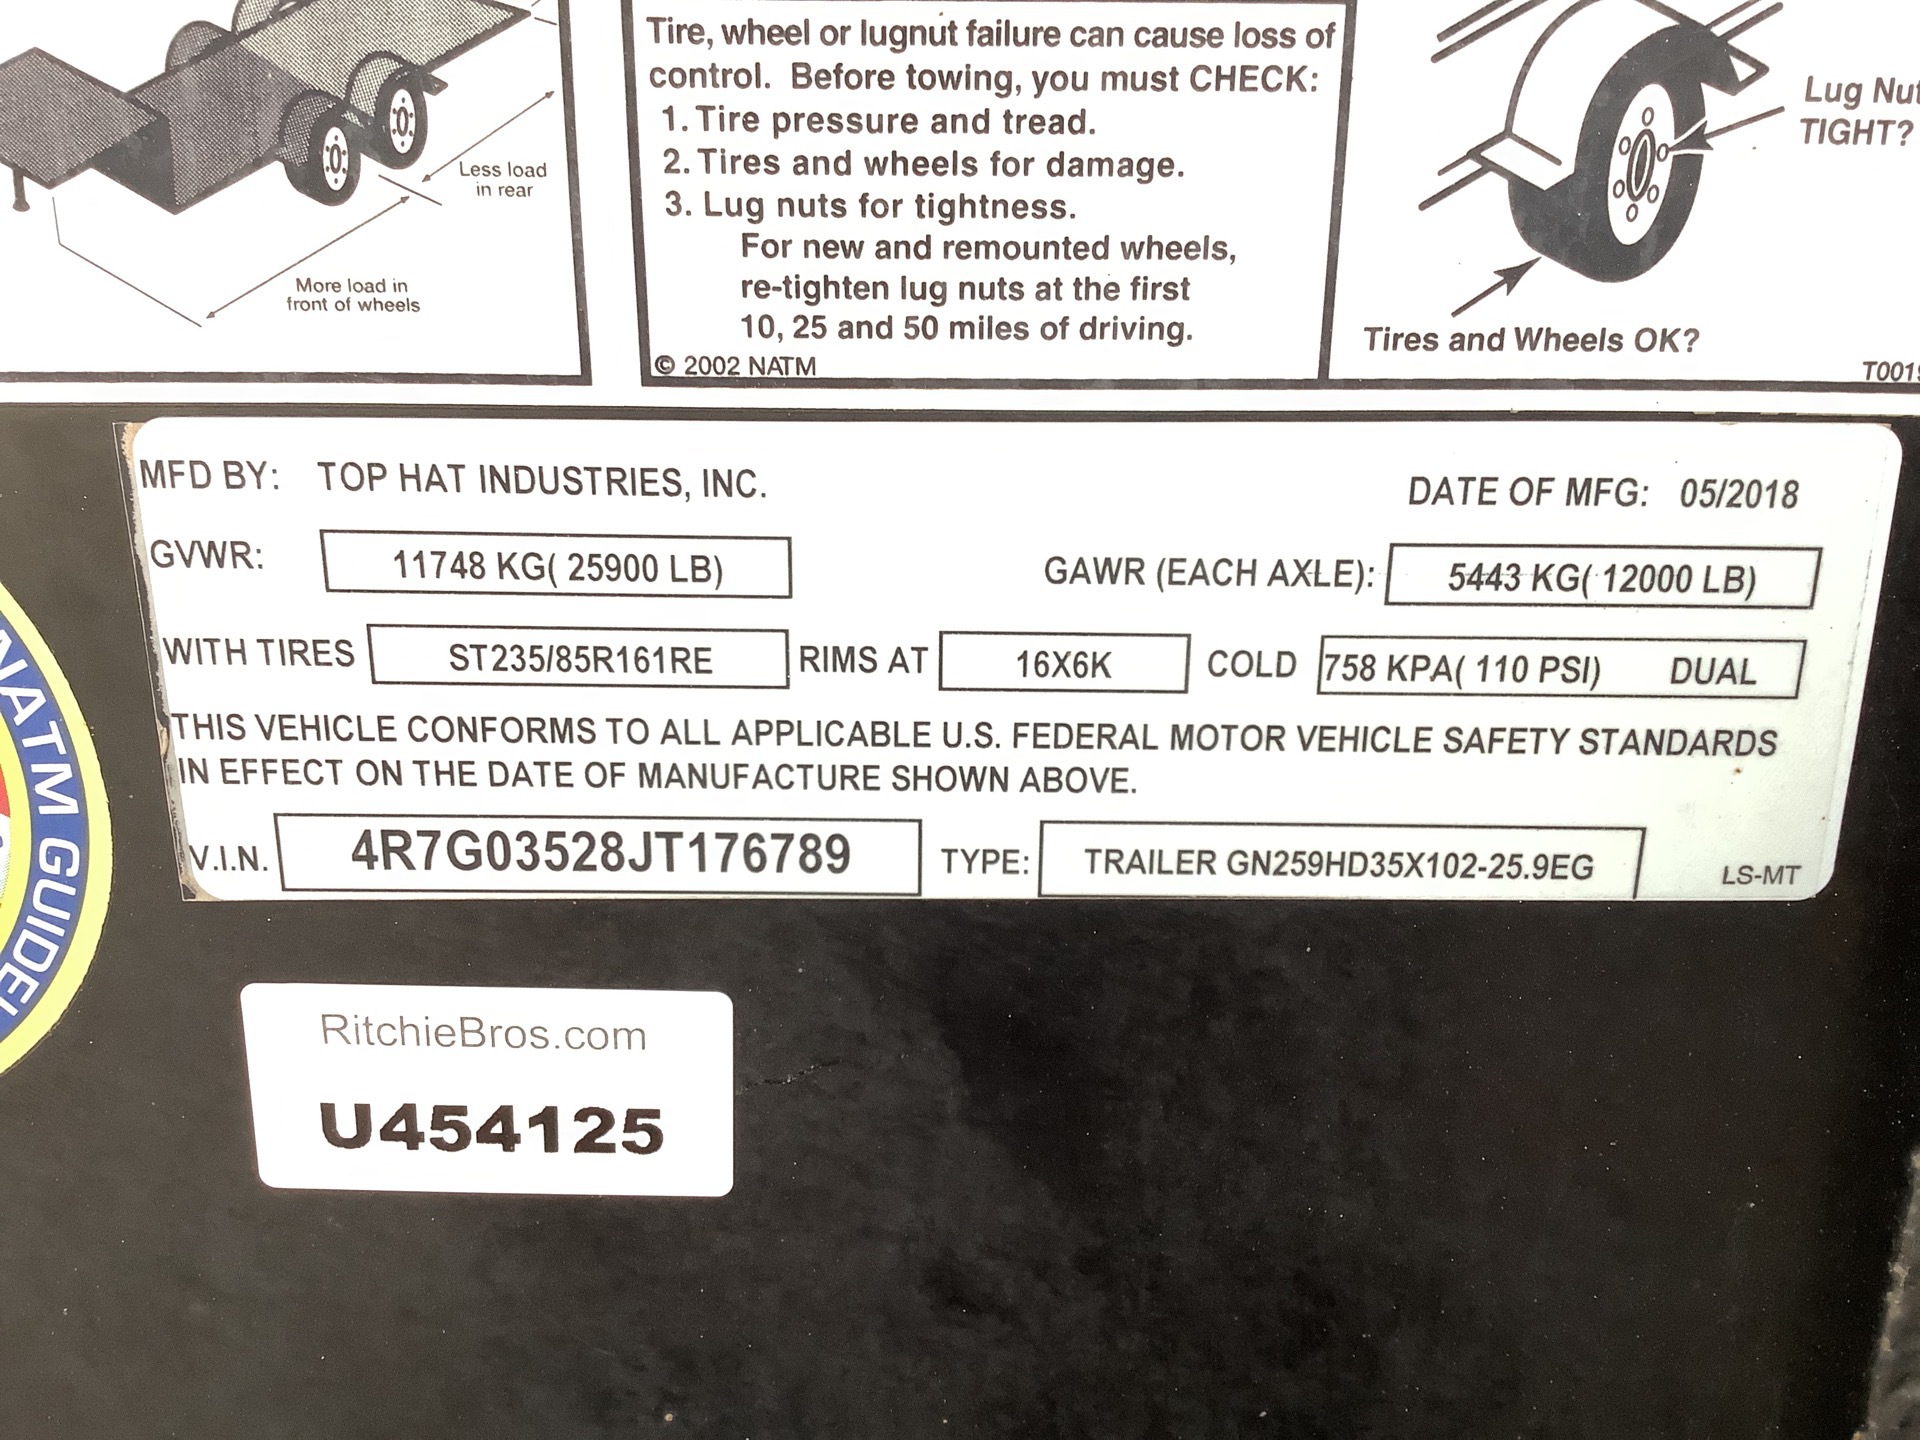 Less load
in rear
More load in
front of wheels
Tire, wheel or lugnut failure can cause loss of
control. Before towing, you must CHECK:
1. Tire pressure and tread.
2. Tires and wheels for damage.
3. Lug nuts for tightness.
For new and remounted wheels,
re-tighten lug nuts at the first
10, 25 and 50 miles of driving.
© 2002 NATM
Lug Nut
TIGHT?
Tires and Wheels OK?
T0019
MFD BY: TOP HAT INDUSTRIES, INC. DATE OF MFG: 05/2018
GVWR: 11748 KG( 25900 LB) GAWR (EACH AXLE): 5443 KG( 12000 LB)
WITH TIRES ST235/85R161RE RIMS AT 16X6K COLD 758 KPA( 110 PSI) DUAL
THIS VEHICLE CONFORMS TO ALL APPLICABLE U.S. FEDERAL MOTOR VEHICLE SAFETY STANDARDS
IN EFFECT ON THE DATE OF MANUFACTURE SHOWN ABOVE.
V.I.N. 4R7G03528JT176789 TYPE: TRAILER GN259HD35X102-25.9EG LS-MT
NATM GUIDEL
RitchieBros.com
U454125